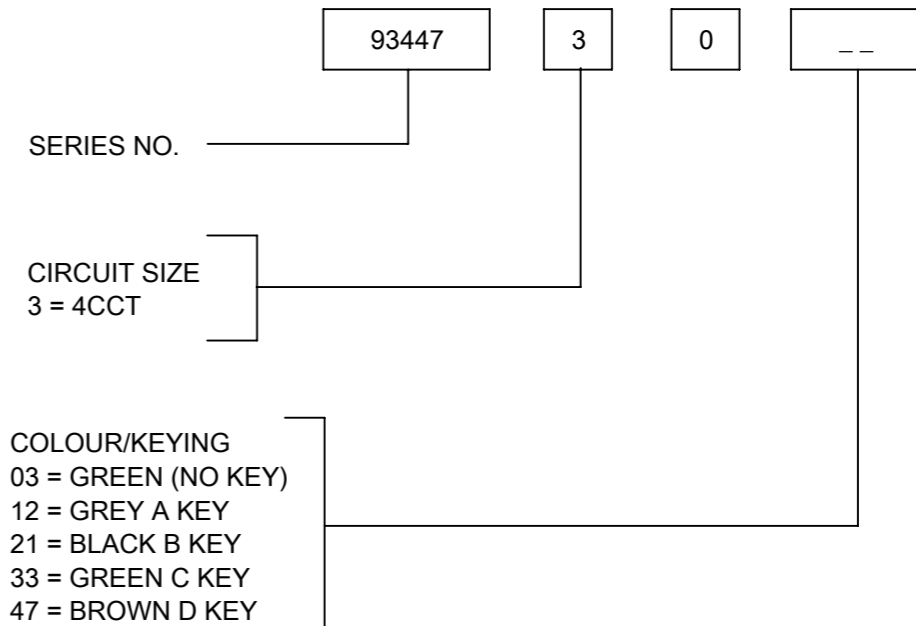 93447 3 0 _ _
SERIES NO.
CIRCUIT SIZE
3 = 4CCT
COLOUR/KEYING
03 = GREEN (NO KEY)
12 = GREY A KEY
21 = BLACK B KEY
33 = GREEN C KEY
47 = BROWN D KEY